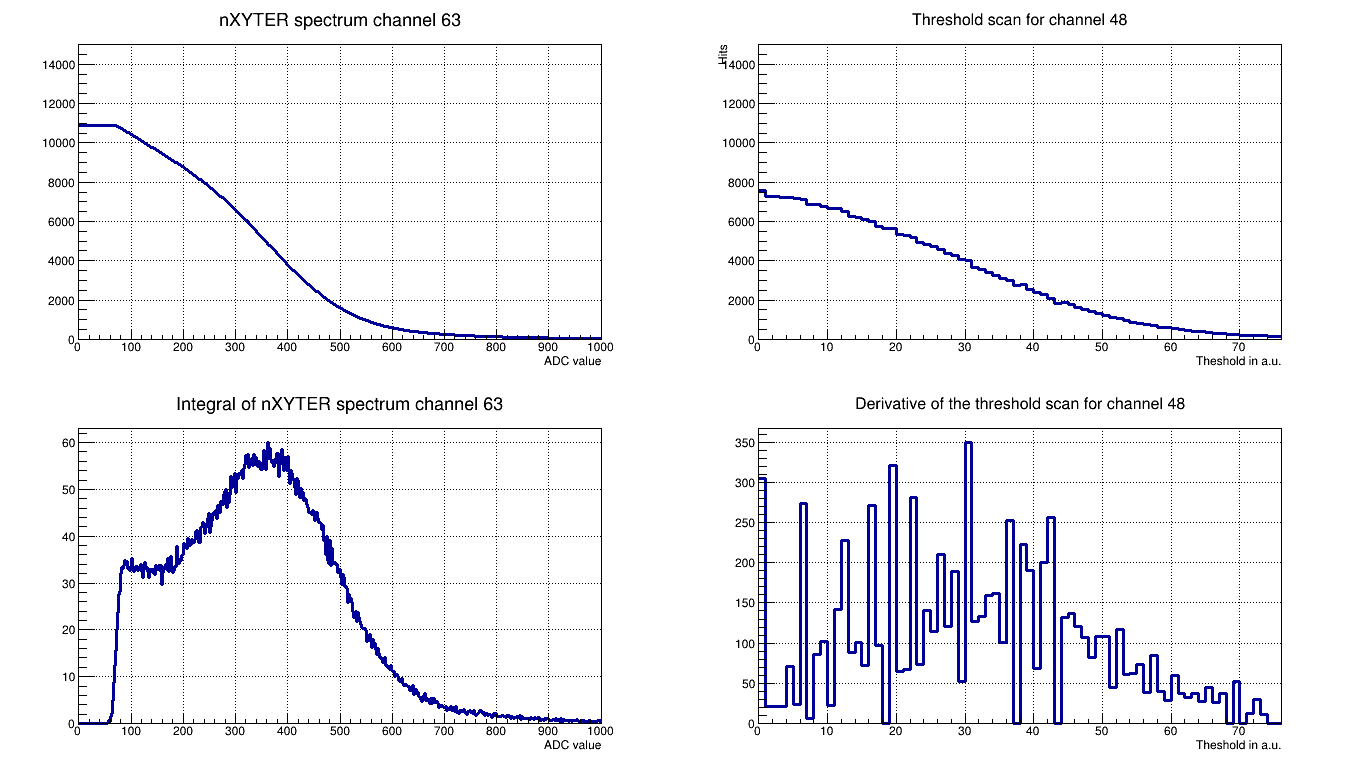 nXYTER spectrum channel 63
14000
12000
10000
8000
6000
4000
2000
0
0 100 200 300 400 500 600 700 800 900 1000
ADC value
Threshold scan for channel 48
Hits
14000
12000
10000
8000
6000
4000
2000
0
0 10 20 30 40 50 60 70
Theshold in a.u.
Integral of nXYTER spectrum channel 63
60
50
40
30
20
10
0
0 100 200 300 400 500 600 700 800 900 1000
ADC value
Derivative of the threshold scan for channel 48
350
300
250
200
150
100
50
0
0 10 20 30 40 50 60 70
Theshold in a.u.